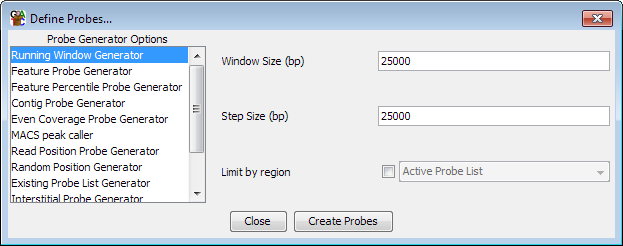 Define Probes...
Probe Generator Options
Running Window Generator
Feature Probe Generator
Feature Percentile Probe Generator
Contig Probe Generator
Even Coverage Probe Generator
MACS peak caller
Read Position Probe Generator
Random Position Generator
Existing Probe List Generator
Interstitial Probe Generator
Window Size (bp)
25000
Step Size (bp)
25000
Limit by region
Active Probe List
Close
Create Probes